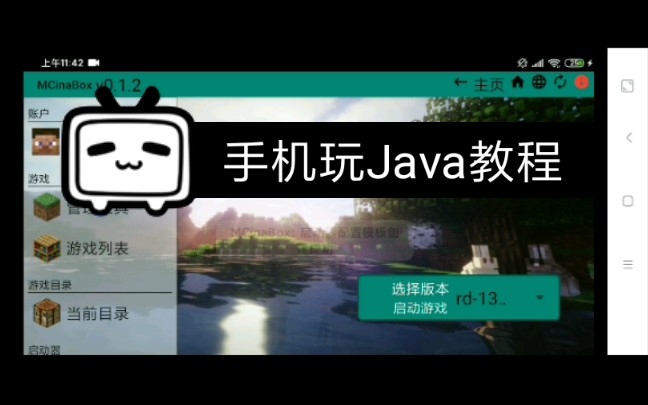 上午11:42
MCinaBox v0.1.2
主页
账户
手机玩Java教程
游戏
游戏列表
游戏目录
当前目录
选择版本
启动游戏
rd-13..
启动器